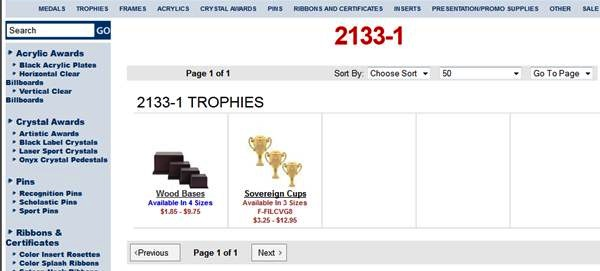 MEDALS TROPHIES FRAMES ACRYLICS CRYSTAL AWARDS PINS RIBBONS AND CERTIFICATES INSERTS PRESENTATION/PROMO SUPPLIES OTHER SALE
Search GO
2133-1
Acrylic Awards
Black Acrylic Plates
Horizontal Clear
Billboards
Vertical Clear
Billboards
Page 1 of 1 Sort By: Choose Sort 50 Go To Page
2133-1 TROPHIES
Crystal Awards
Artistic Awards
Black Label Crystals
Laser Sport Crystals
Onyx Crystal Pedestals
Pins
Recognition Pins
Scholastic Pins
Sport Pins
Wood Bases
Available In 4 Sizes
$1.85 - $9.75
Sovereign Cups
Available In 3 Sizes
F-FILCVG8
$3.25 - $12.95
Ribbons &
Certificates
Color Insert Rosettes
Color Splash Ribbons
‹Previous Page 1 of 1 Next ›